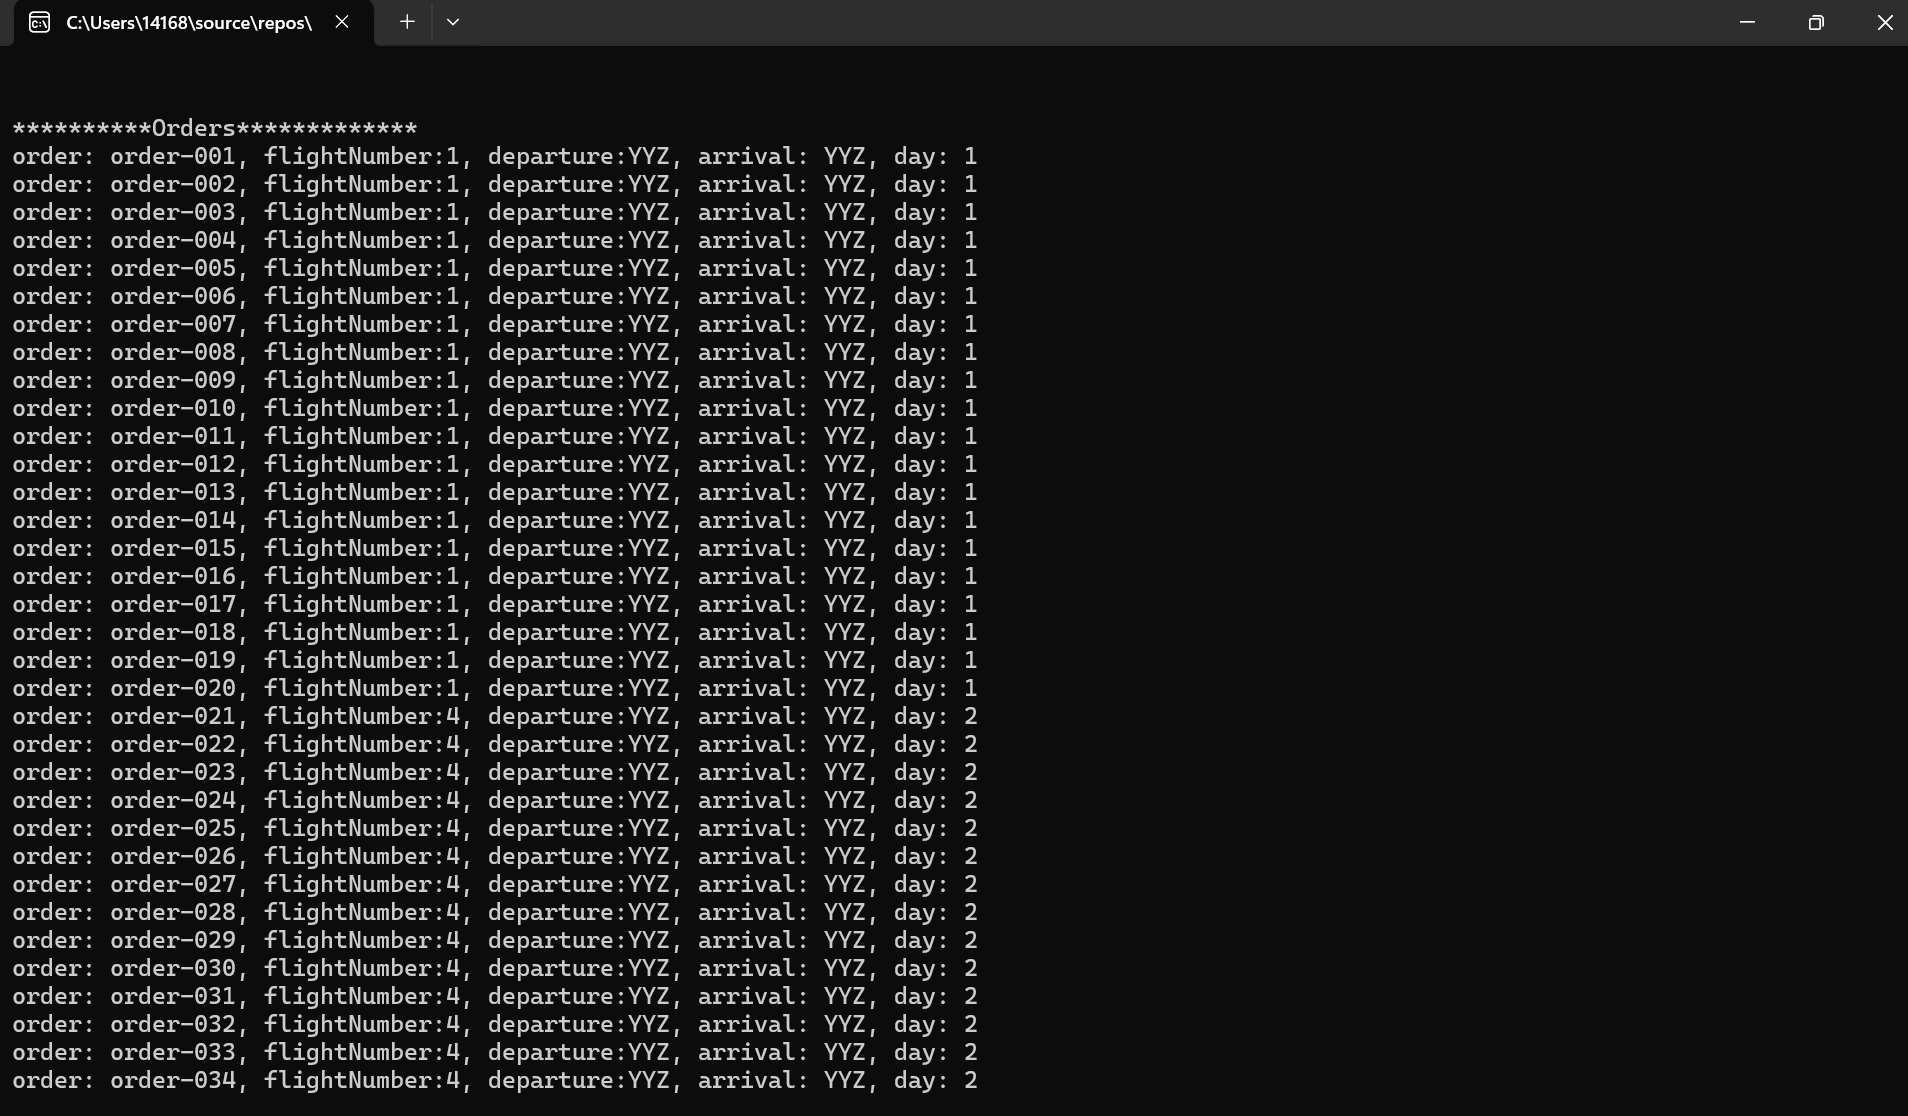 C:\Users\14168\source\repos\
**********Orders*************
order: order-001, flightNumber:1, departure:YYZ, arrival: YYZ, day: 1
order: order-002, flightNumber:1, departure:YYZ, arrival: YYZ, day: 1
order: order-003, flightNumber:1, departure:YYZ, arrival: YYZ, day: 1
order: order-004, flightNumber:1, departure:YYZ, arrival: YYZ, day: 1
order: order-005, flightNumber:1, departure:YYZ, arrival: YYZ, day: 1
order: order-006, flightNumber:1, departure:YYZ, arrival: YYZ, day: 1
order: order-007, flightNumber:1, departure:YYZ, arrival: YYZ, day: 1
order: order-008, flightNumber:1, departure:YYZ, arrival: YYZ, day: 1
order: order-009, flightNumber:1, departure:YYZ, arrival: YYZ, day: 1
order: order-010, flightNumber:1, departure:YYZ, arrival: YYZ, day: 1
order: order-011, flightNumber:1, departure:YYZ, arrival: YYZ, day: 1
order: order-012, flightNumber:1, departure:YYZ, arrival: YYZ, day: 1
order: order-013, flightNumber:1, departure:YYZ, arrival: YYZ, day: 1
order: order-014, flightNumber:1, departure:YYZ, arrival: YYZ, day: 1
order: order-015, flightNumber:1, departure:YYZ, arrival: YYZ, day: 1
order: order-016, flightNumber:1, departure:YYZ, arrival: YYZ, day: 1
order: order-017, flightNumber:1, departure:YYZ, arrival: YYZ, day: 1
order: order-018, flightNumber:1, departure:YYZ, arrival: YYZ, day: 1
order: order-019, flightNumber:1, departure:YYZ, arrival: YYZ, day: 1
order: order-020, flightNumber:1, departure:YYZ, arrival: YYZ, day: 1
order: order-021, flightNumber:4, departure:YYZ, arrival: YYZ, day: 2
order: order-022, flightNumber:4, departure:YYZ, arrival: YYZ, day: 2
order: order-023, flightNumber:4, departure:YYZ, arrival: YYZ, day: 2
order: order-024, flightNumber:4, departure:YYZ, arrival: YYZ, day: 2
order: order-025, flightNumber:4, departure:YYZ, arrival: YYZ, day: 2
order: order-026, flightNumber:4, departure:YYZ, arrival: YYZ, day: 2
order: order-027, flightNumber:4, departure:YYZ, arrival: YYZ, day: 2
order: order-028, flightNumber:4, departure:YYZ, arrival: YYZ, day: 2
order: order-029, flightNumber:4, departure:YYZ, arrival: YYZ, day: 2
order: order-030, flightNumber:4, departure:YYZ, arrival: YYZ, day: 2
order: order-031, flightNumber:4, departure:YYZ, arrival: YYZ, day: 2
order: order-032, flightNumber:4, departure:YYZ, arrival: YYZ, day: 2
order: order-033, flightNumber:4, departure:YYZ, arrival: YYZ, day: 2
order: order-034, flightNumber:4, departure:YYZ, arrival: YYZ, day: 2